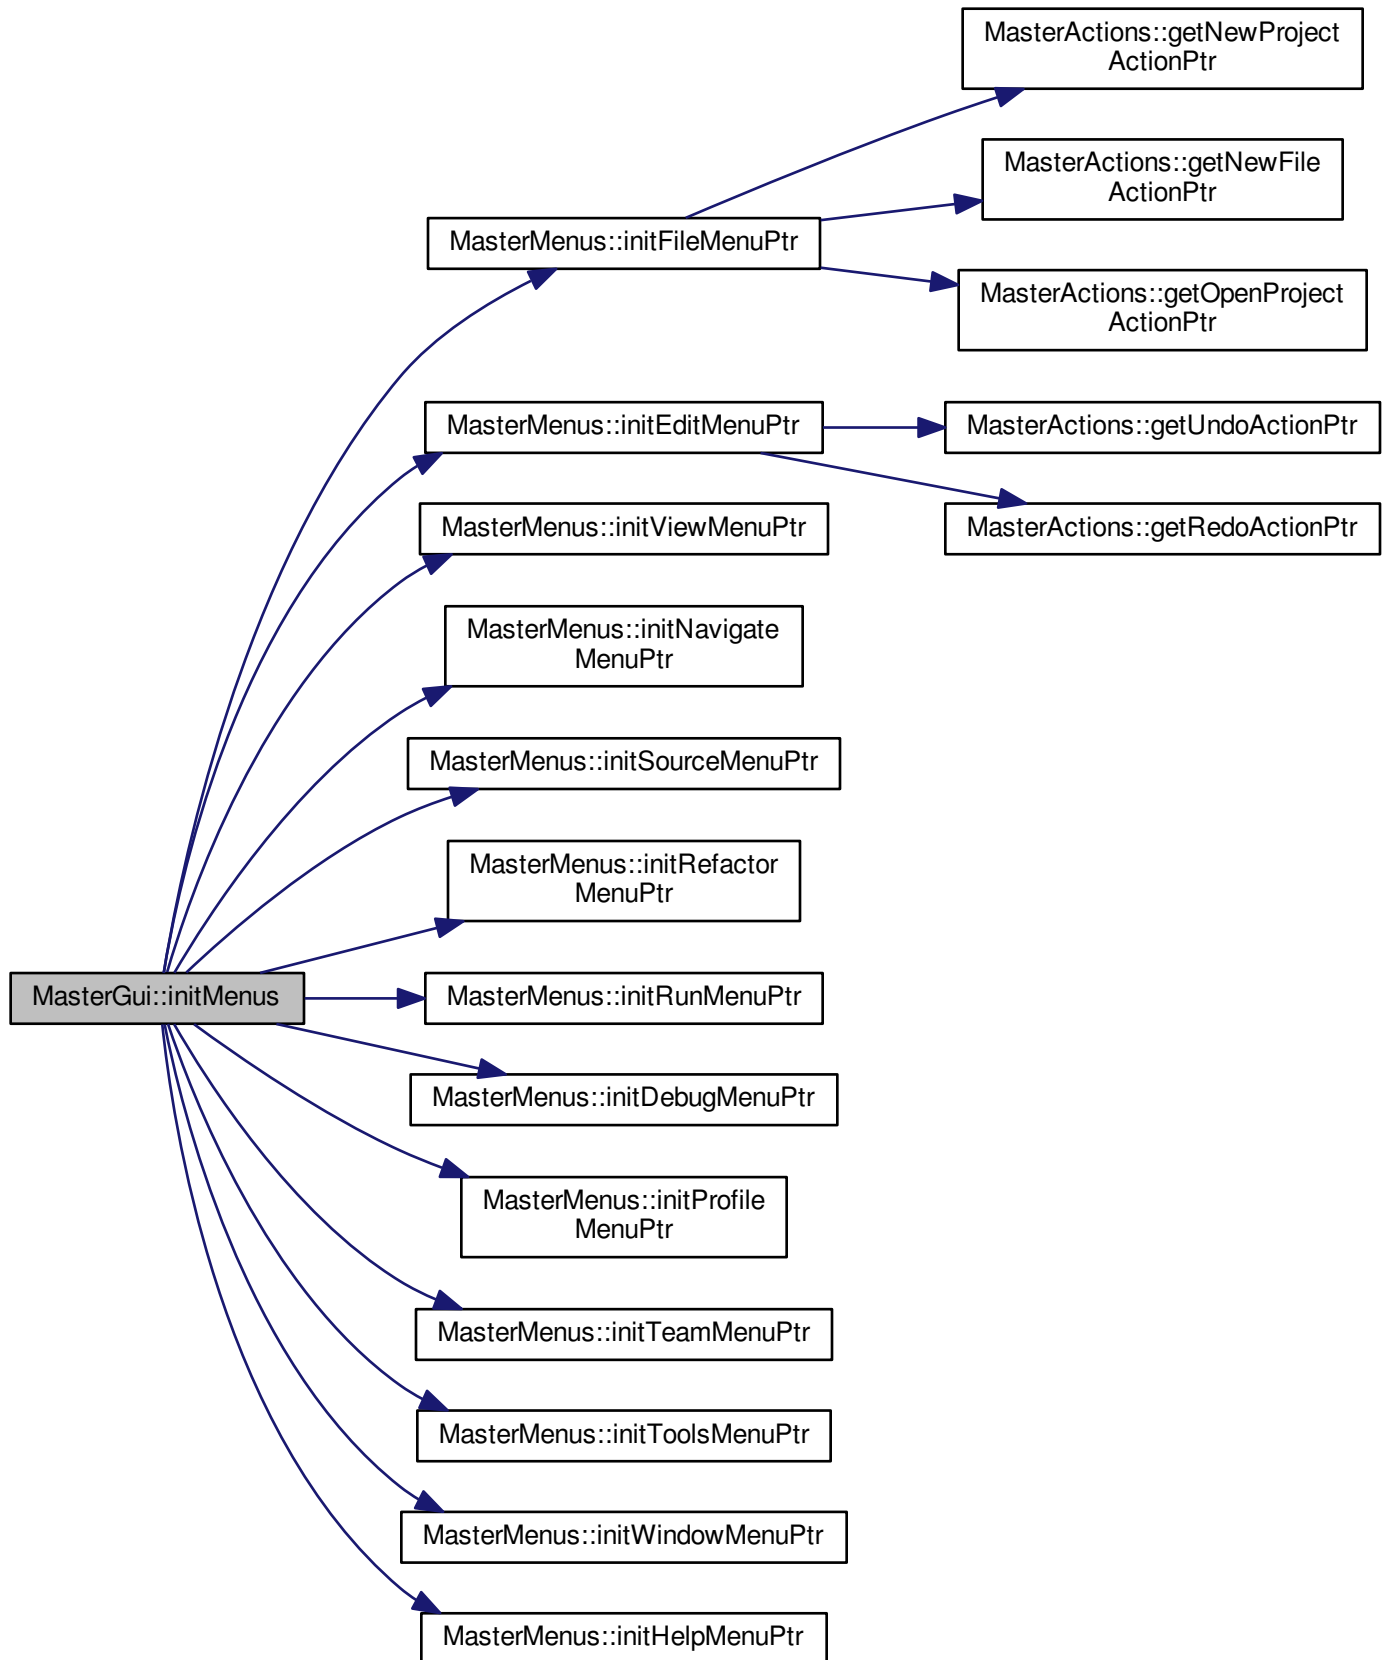 MasterActions::getNewProject
ActionPtr
MasterActions::getNewFile
ActionPtr
MasterMenus::initFileMenuPtr
MasterActions::getOpenProject
ActionPtr
MasterMenus::initEditMenuPtr
MasterActions::getUndoActionPtr
MasterMenus::initViewMenuPtr
MasterActions::getRedoActionPtr
MasterMenus::initNavigate
MenuPtr
MasterMenus::initSourceMenuPtr
MasterMenus::initRefactor
MenuPtr
MasterGui::initMenus
MasterMenus::initRunMenuPtr
MasterMenus::initDebugMenuPtr
MasterMenus::initProfile
MenuPtr
MasterMenus::initTeamMenuPtr
MasterMenus::initToolsMenuPtr
MasterMenus::initWindowMenuPtr
MasterMenus::initHelpMenuPtr